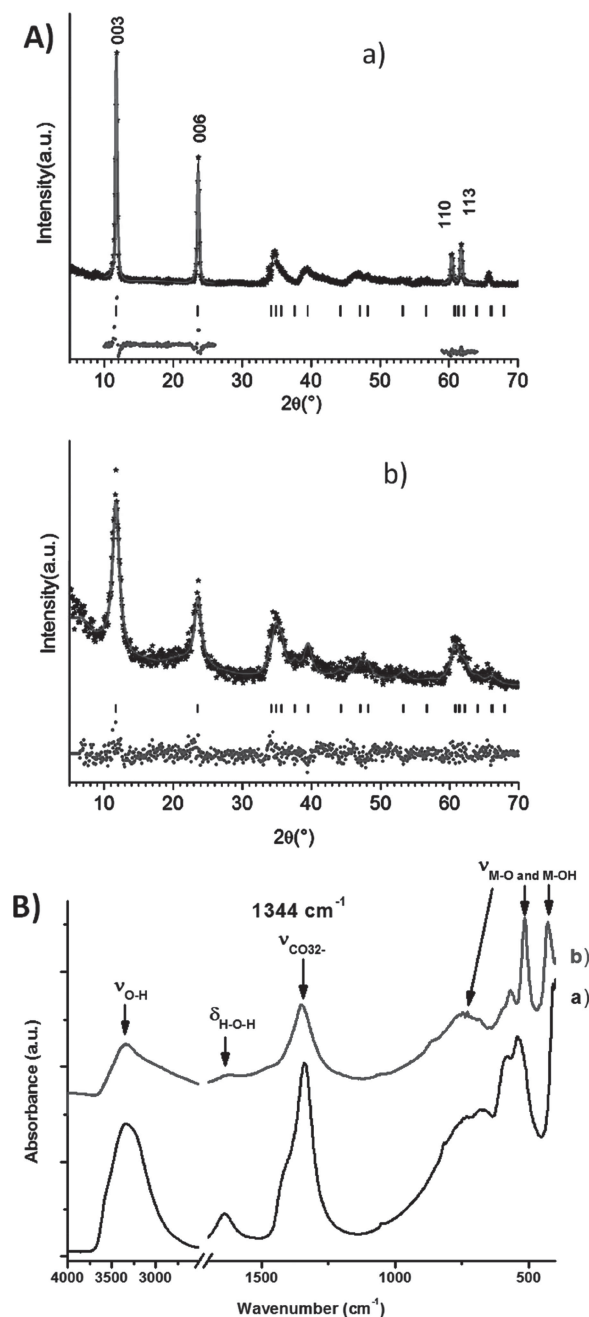 A)
a)
003
006
110
113
Intensity(a.u.)
10 20 30 40 50 60 70
2θ(°)
b)
Intensity(a.u.)
10 20 30 40 50 60 70
2θ(°)
B)
1344 cm-1
νM-O and M-OH
νCO32-
νO-H
δH-O-H
b)
a)
Absorbance (a.u.)
4000 3500 3000 1500 1000 500
Wavenumber (cm-1)